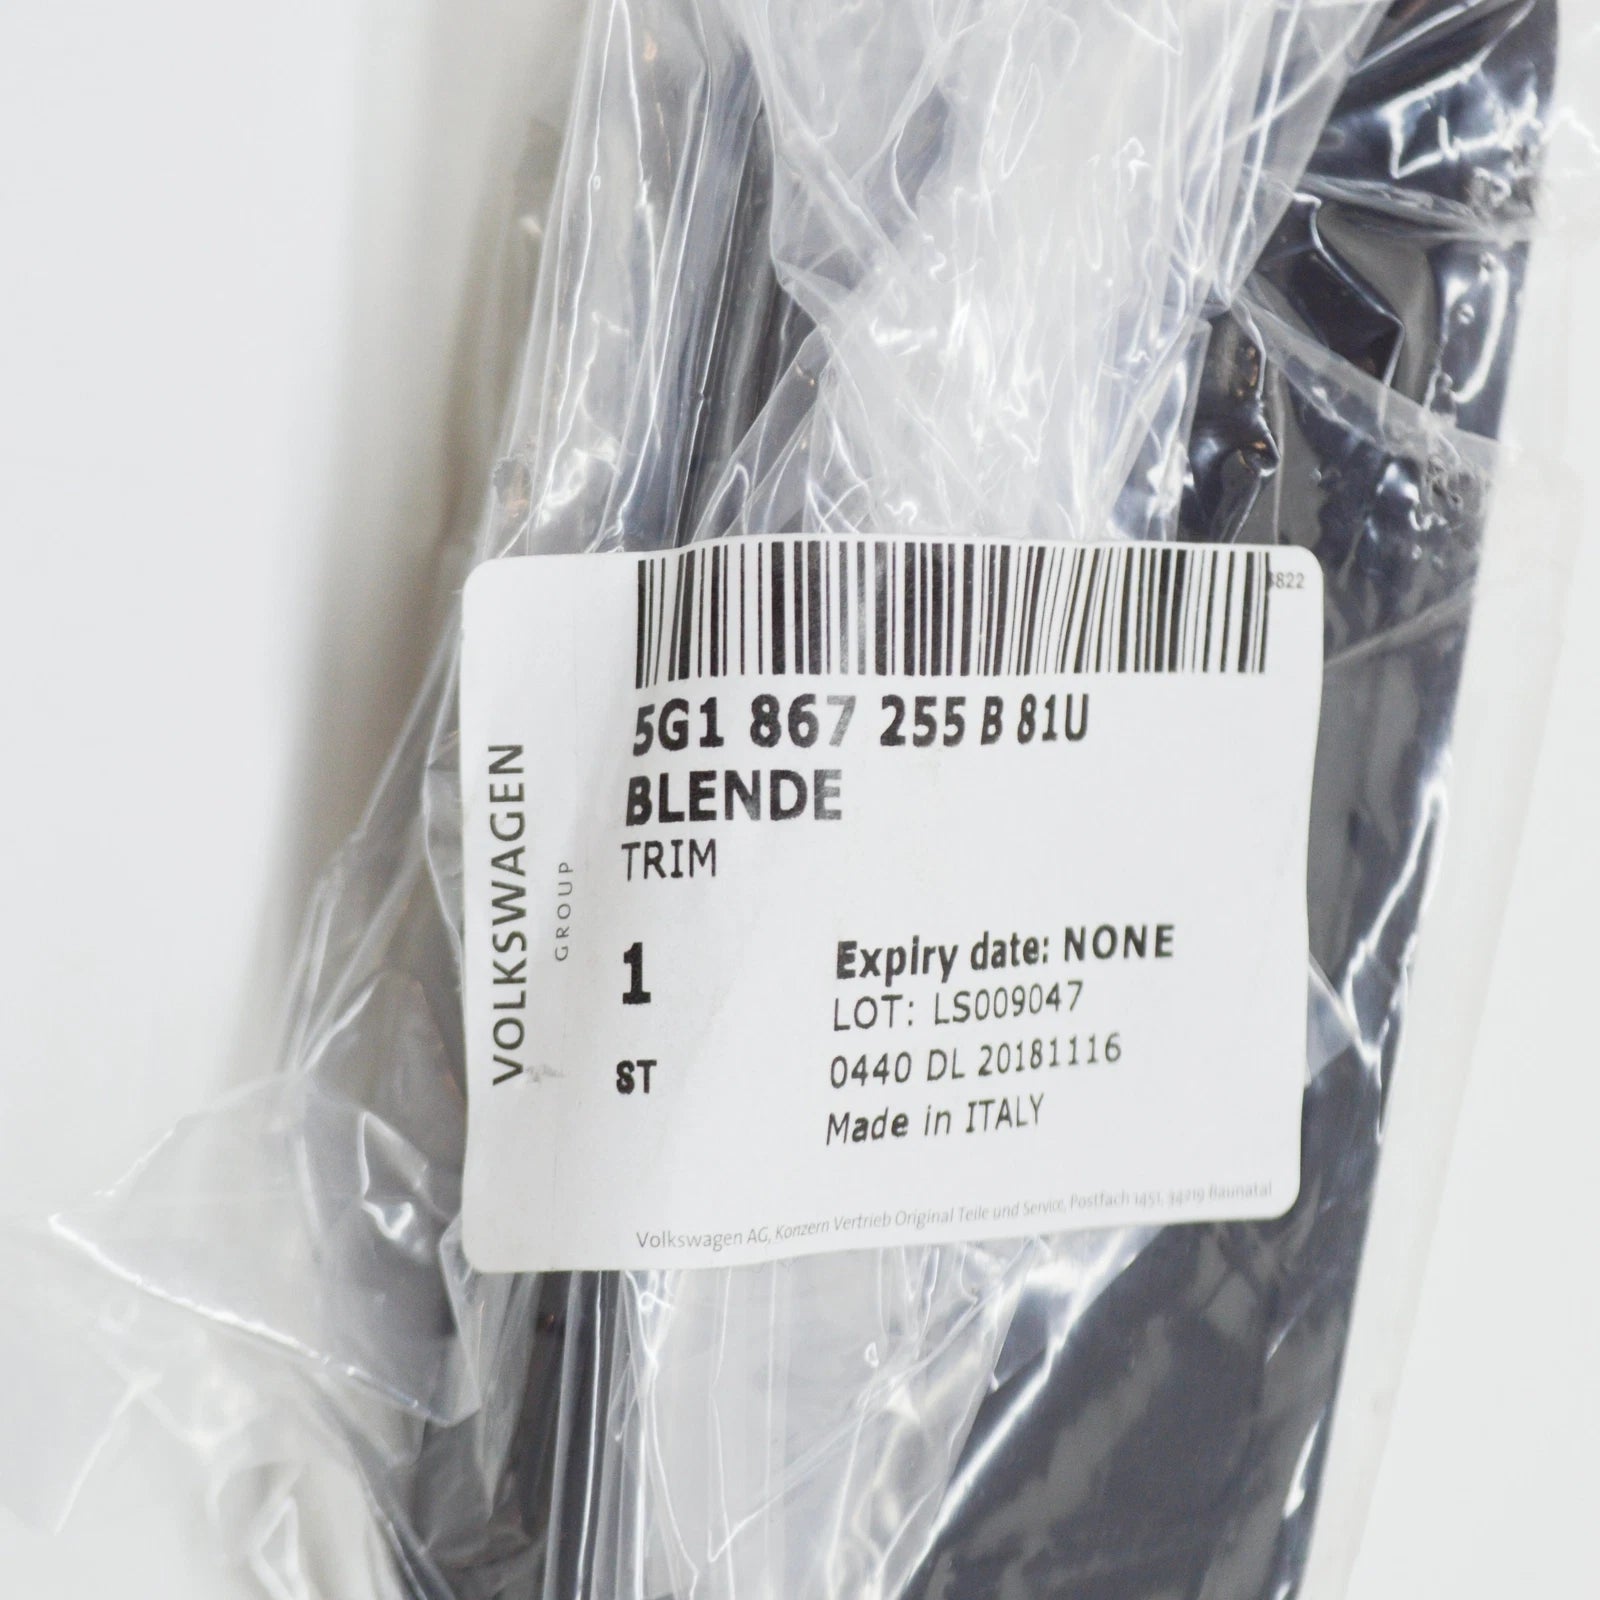 822
5G1 867 255 B 81U
BLENDE
TRIM
VOLKSWAGEN
GROUP
1
ST
Expiry date: NONE
LOT: LS009047
0440 DL 20181116
Made in ITALY
Volkswagen AG, Konzern Vertrieb Original Teile und Service, Postfach 1451, 34219 Baunatal